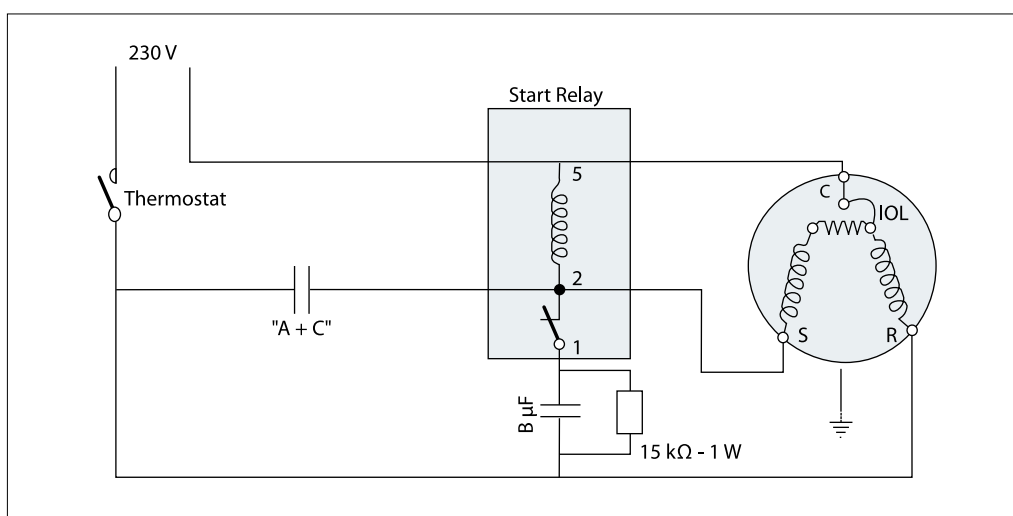 230 V
Start Relay
5
C
Thermostat
IOL
2
"A + C"
1
S
R
B µF
15 kΩ - 1 W